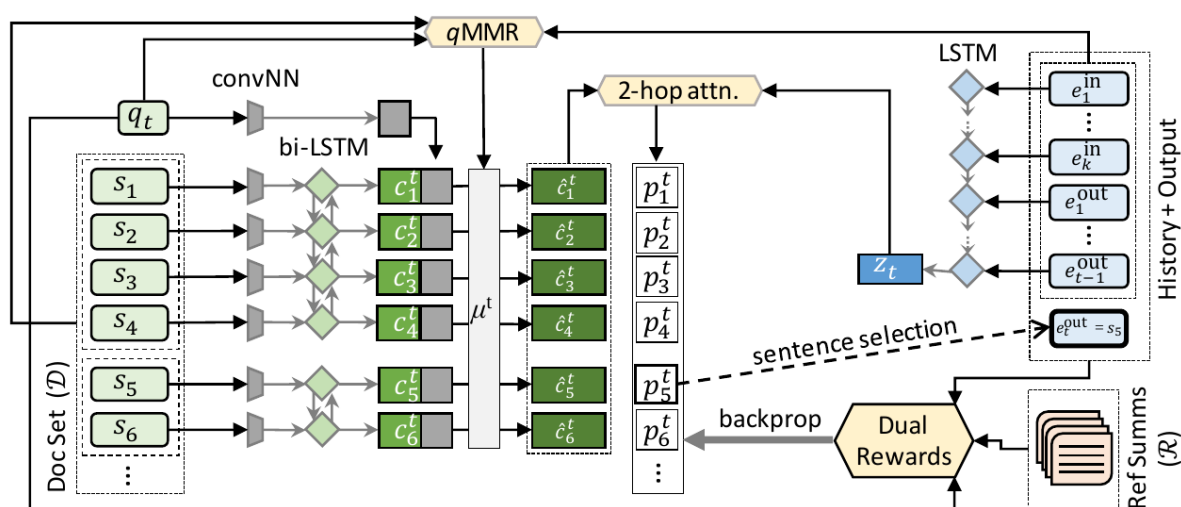 qMMR
convNN
LSTM
2-hop attn.
q_t
bi-LSTM
e_1^in
⋮
e_k^in
e_1^out
⋮
e_{t-1}^out
e_t^out = s_5
History + Output
s_1
s_2
s_3
s_4
s_5
s_6
⋮
Doc Set (𝒟)
c_1^t
c_2^t
c_3^t
c_4^t
c_5^t
c_6^t
μ^t
ĉ_1^t
ĉ_2^t
ĉ_3^t
ĉ_4^t
ĉ_5^t
ĉ_6^t
p_1^t
p_2^t
p_3^t
p_4^t
p_5^t
p_6^t
⋮
z_t
sentence selection
backprop
Dual
Rewards
Ref Summs
(ℛ)